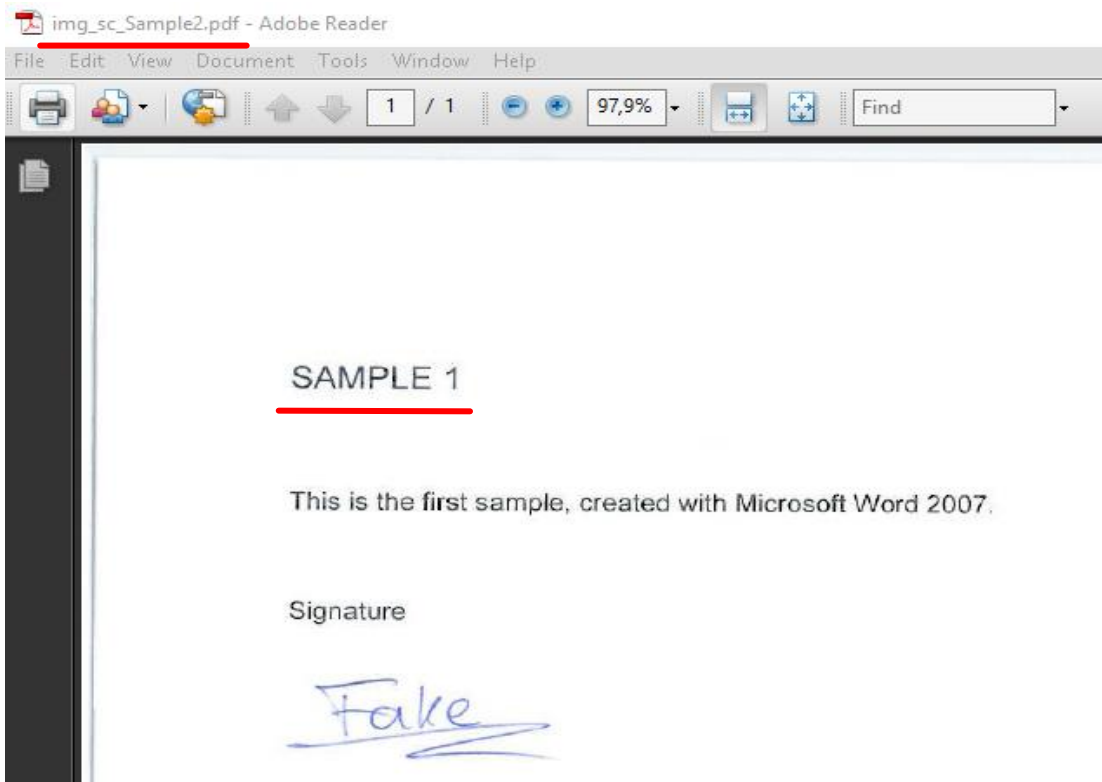 img_sc_Sample2.pdf - Adobe Reader
File Edit View Document Tools Window Help
1 / 1 97,9% Find
SAMPLE 1
This is the first sample, created with Microsoft Word 2007.
Signature
Fake